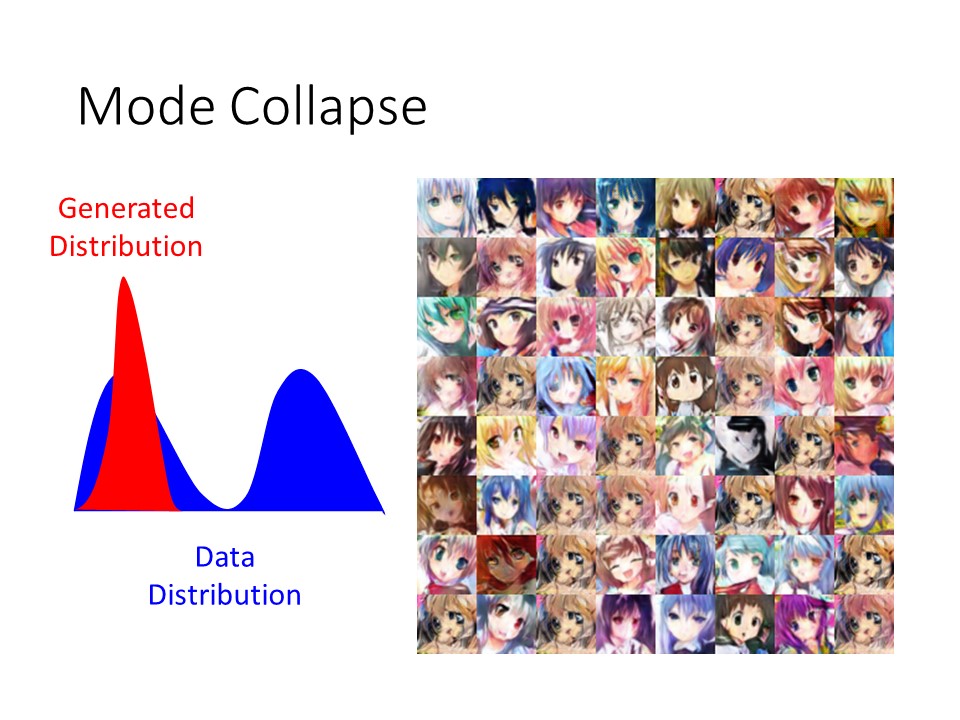 Mode Collapse
Generated
Distribution
Data
Distribution